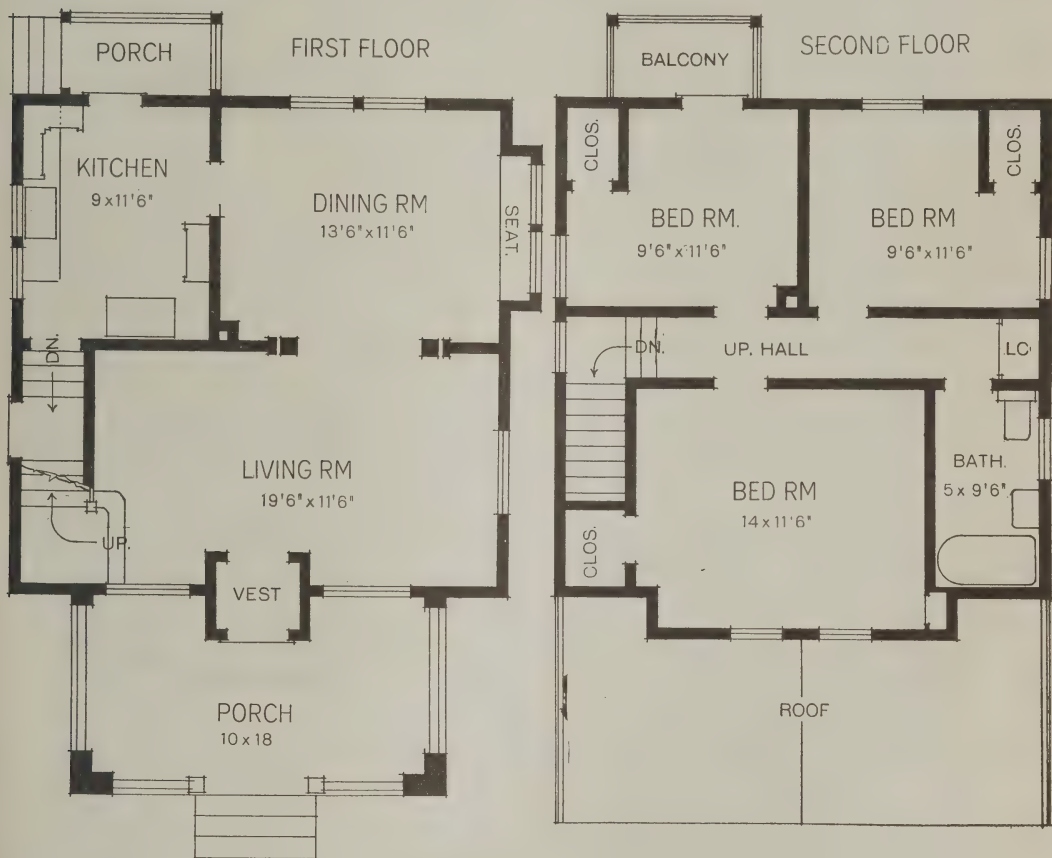 FIRST FLOOR
PORCH
KITCHEN
9 x 11'6"
DINING RM
13'6" x 11'6"
SEAT.
DN.
LIVING RM
19'6" x 11'6"
UP.
VEST
PORCH
10 x 18
SECOND FLOOR
BALCONY
CLOS.
CLOS.
BED RM.
9'6" x 11'6"
BED RM
9'6" x 11'6"
DN.
UP. HALL
LC
BED RM
14 x 11'6"
BATH.
5 x 9'6"
CLOS.
ROOF